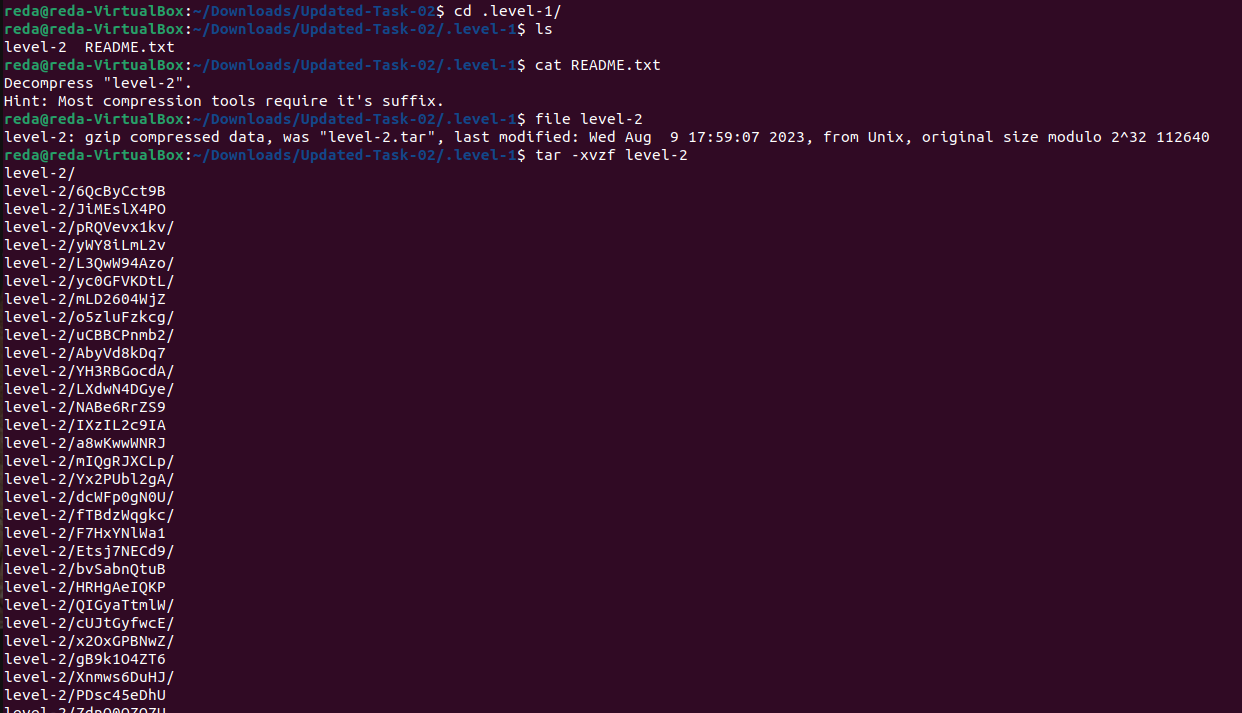 reda@reda-VirtualBox:~/Downloads/Updated-Task-02$ cd .level-1/
reda@reda-VirtualBox:~/Downloads/Updated-Task-02/.level-1$ ls
level-2  README.txt
reda@reda-VirtualBox:~/Downloads/Updated-Task-02/.level-1$ cat README.txt
Decompress "level-2".
Hint: Most compression tools require it's suffix.
reda@reda-VirtualBox:~/Downloads/Updated-Task-02/.level-1$ file level-2
level-2: gzip compressed data, was "level-2.tar", last modified: Wed Aug  9 17:59:07 2023, from Unix, original size modulo 2^32 112640
reda@reda-VirtualBox:~/Downloads/Updated-Task-02/.level-1$ tar -xvzf level-2
level-2/
level-2/6QcByCct9B
level-2/JiMEslX4PO
level-2/pRQVevx1kv/
level-2/yWY8iLmL2v
level-2/L3QwW94Azo/
level-2/yc0GFVKDtL/
level-2/mLD2604WjZ
level-2/o5zluFzkcg/
level-2/uCBBCPnmb2/
level-2/AbyVd8kDq7
level-2/YH3RBGocdA/
level-2/LXdwN4DGye/
level-2/NABe6RrZS9
level-2/IXzIL2c9IA
level-2/a8wKwwWNRJ
level-2/mIQgRJXCLp/
level-2/Yx2PUbl2gA/
level-2/dcWFp0gN0U/
level-2/fTBdzWqgkc/
level-2/F7HxYNlWa1
level-2/Etsj7NECd9/
level-2/bvSabnQtuB
level-2/HRHgAeIQKP
level-2/QIGyaTtmlW/
level-2/cUJtGyfwcE/
level-2/x2OxGPBNwZ/
level-2/gB9k1O4ZT6
level-2/Xnmws6DuHJ/
level-2/PDsc45eDhU